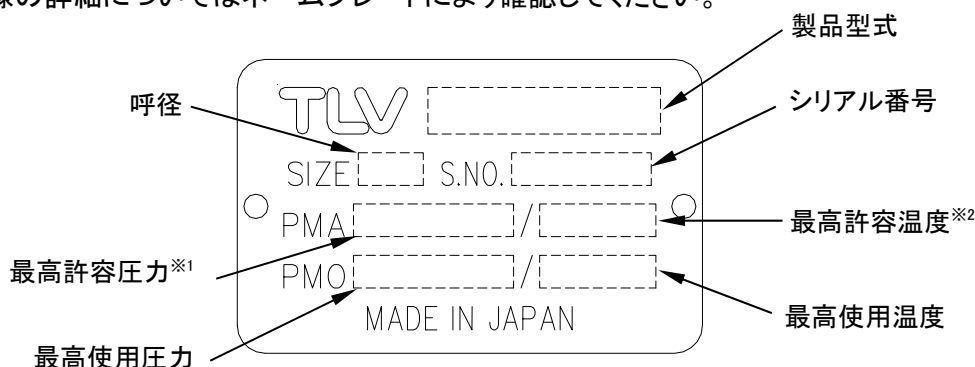 様の詳細についてはネームプレートにより確認してください。
製品型式
呼径
TLV
シリアル番号
SIZE S.NO.
PMA /
最高許容温度※2
最高許容圧力※1
PMO /
最高使用温度
MADE IN JAPAN
最高使用圧力